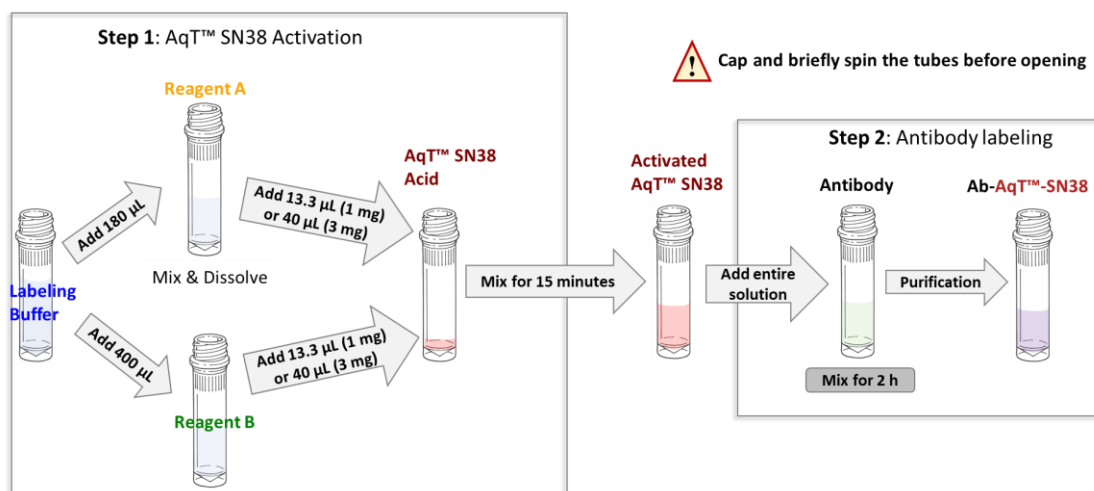 Step 1: AqT™ SN38 Activation
! Cap and briefly spin the tubes before opening
Reagent A
Step 2: Antibody labeling
AqT™ SN38
Acid
Activated
AqT™ SN38
Antibody
Ab-AqT™-SN38
Add 180 µL
Add 13.3 µL (1 mg)
or 40 µL (3 mg)
Mix & Dissolve
Mix for 15 minutes
Add entire
solution
Purification
Labeling
Buffer
Add 400 µL
Add 13.3 µL (1 mg)
or 40 µL (3 mg)
Mix for 2 h
Reagent B